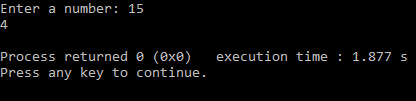 Enter a number: 15
4
Process returned 0 (0x0)   execution time : 1.877 s
Press any key to continue.